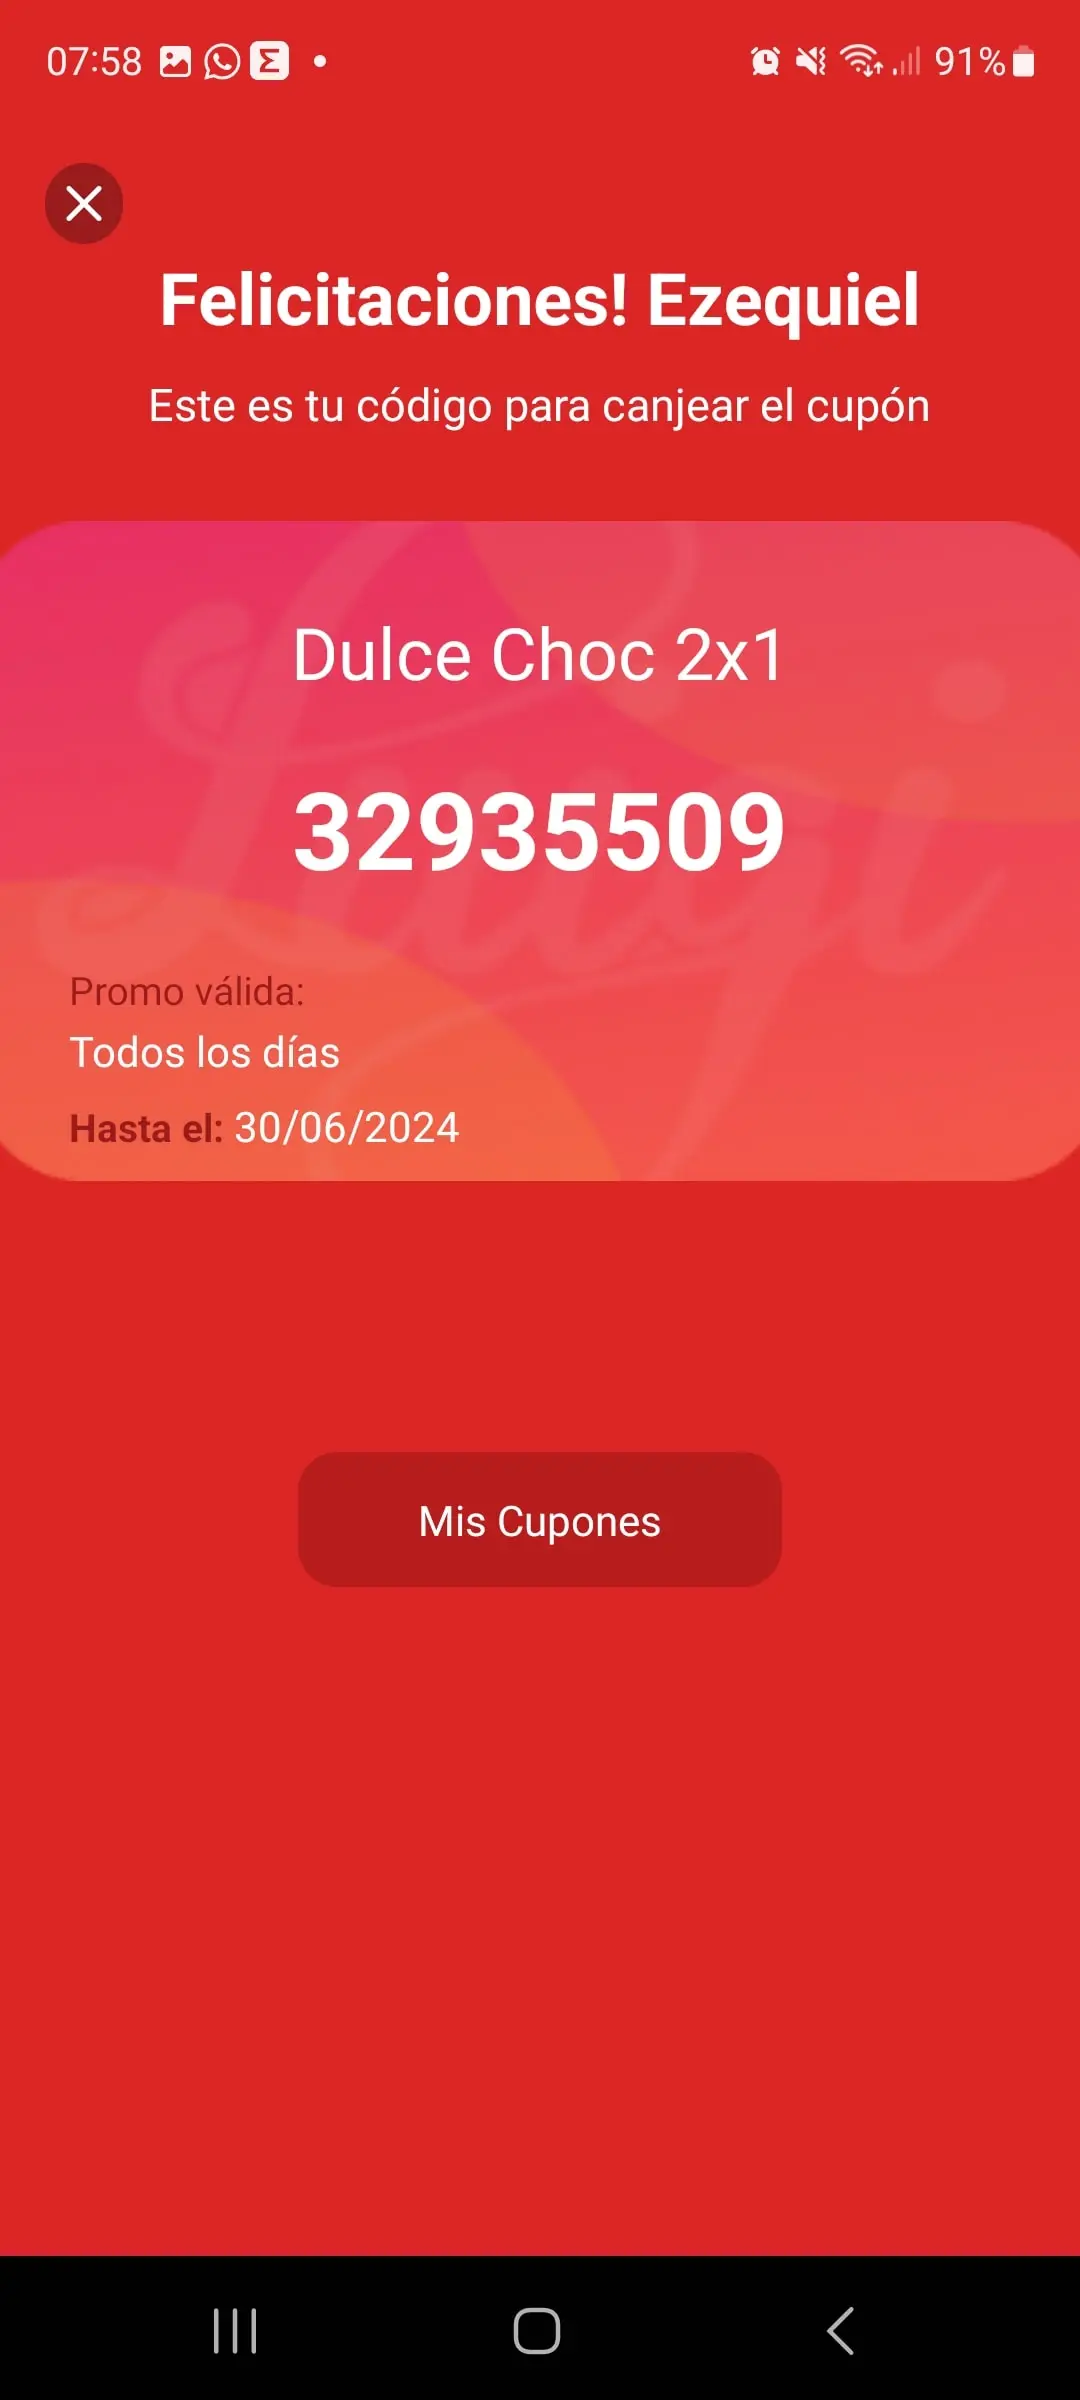 07:58
91%
Felicitaciones! Ezequiel
Este es tu código para canjear el cupón
Luigi
Dulce Choc 2x1
32935509
Promo válida:
Todos los días
Hasta el: 30/06/2024
Mis Cupones